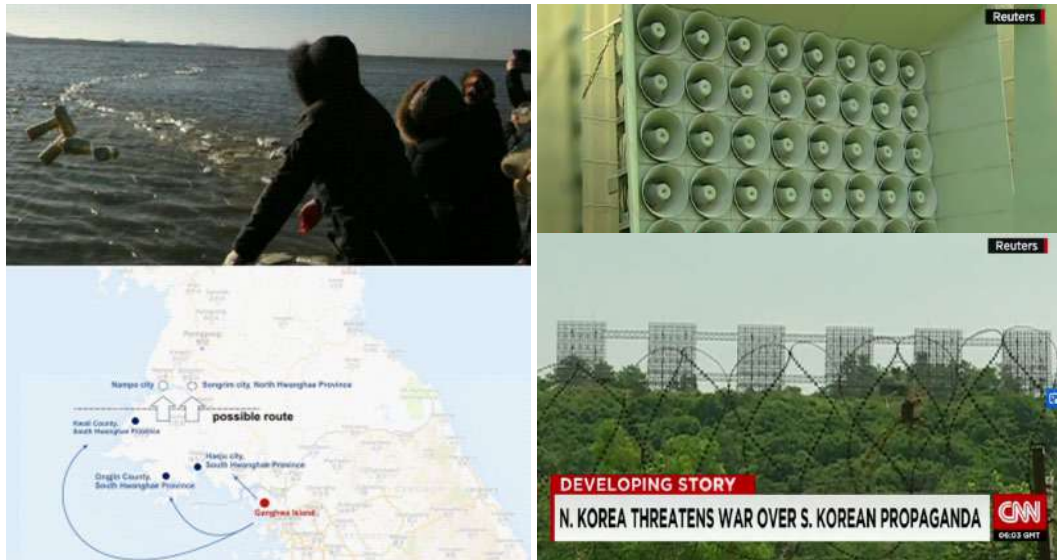 Reuters
Reuters
Nampo city
Songrim city, North Hwanghae Province
possible route
South Hwanghae Province
Haeju city,
South Hwanghae Province
Ongjin County,
South Hwanghae Province
Ganghwa Island
DEVELOPING STORY
N. KOREA THREATENS WAR OVER S. KOREAN PROPAGANDA
CNN
06:03 GMT